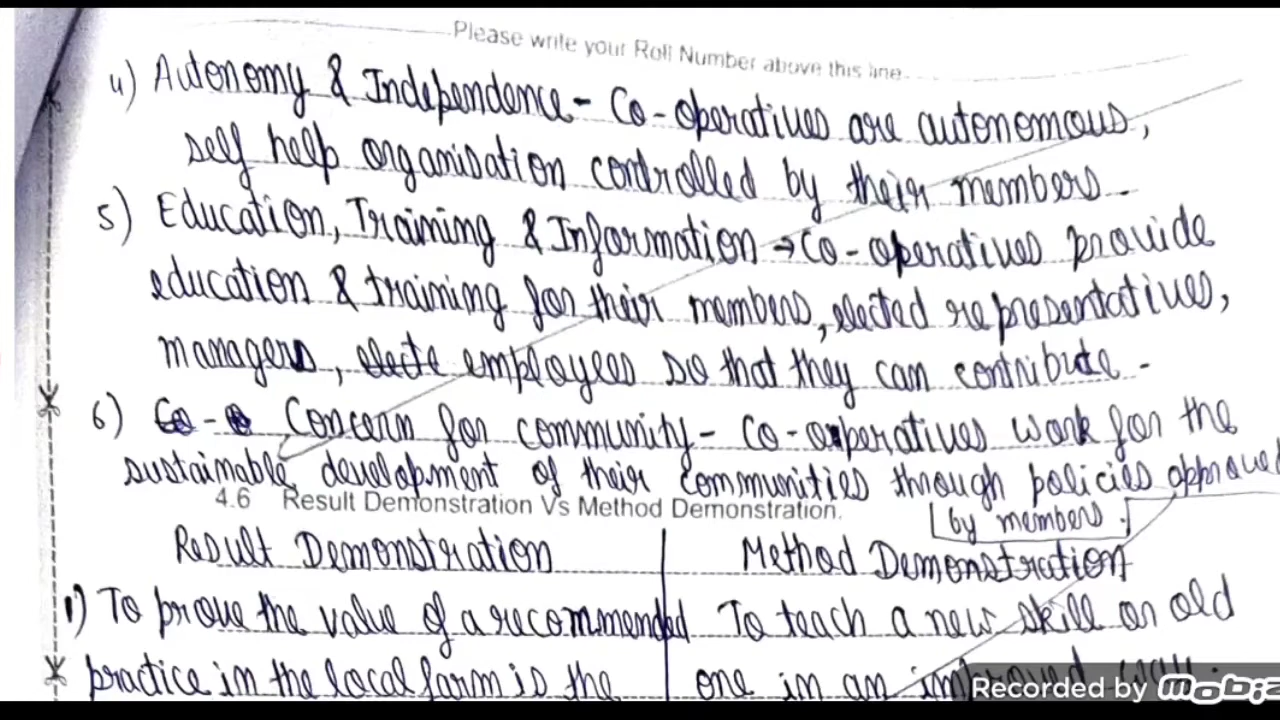 Please write your Roll Number above this line
4) Autonomy & Independence - Co-operatives are autonomous,
self help organisation controlled by their members.
5) Education, Training & Information → Co-operatives provide
education & training for their members, elected representatives,
managers, electe employees so that they can contribute.
6) Co- Concern for community - Co-operatives work for the
sustainable development of their communities through policies approved
by members.
4.6 Result Demonstration Vs Method Demonstration.
Result Demonstration Method Demonstration
1) To prove the value of a recommended To teach a new skill or old
practice in the local farm is the one in an improved way.
Recorded by